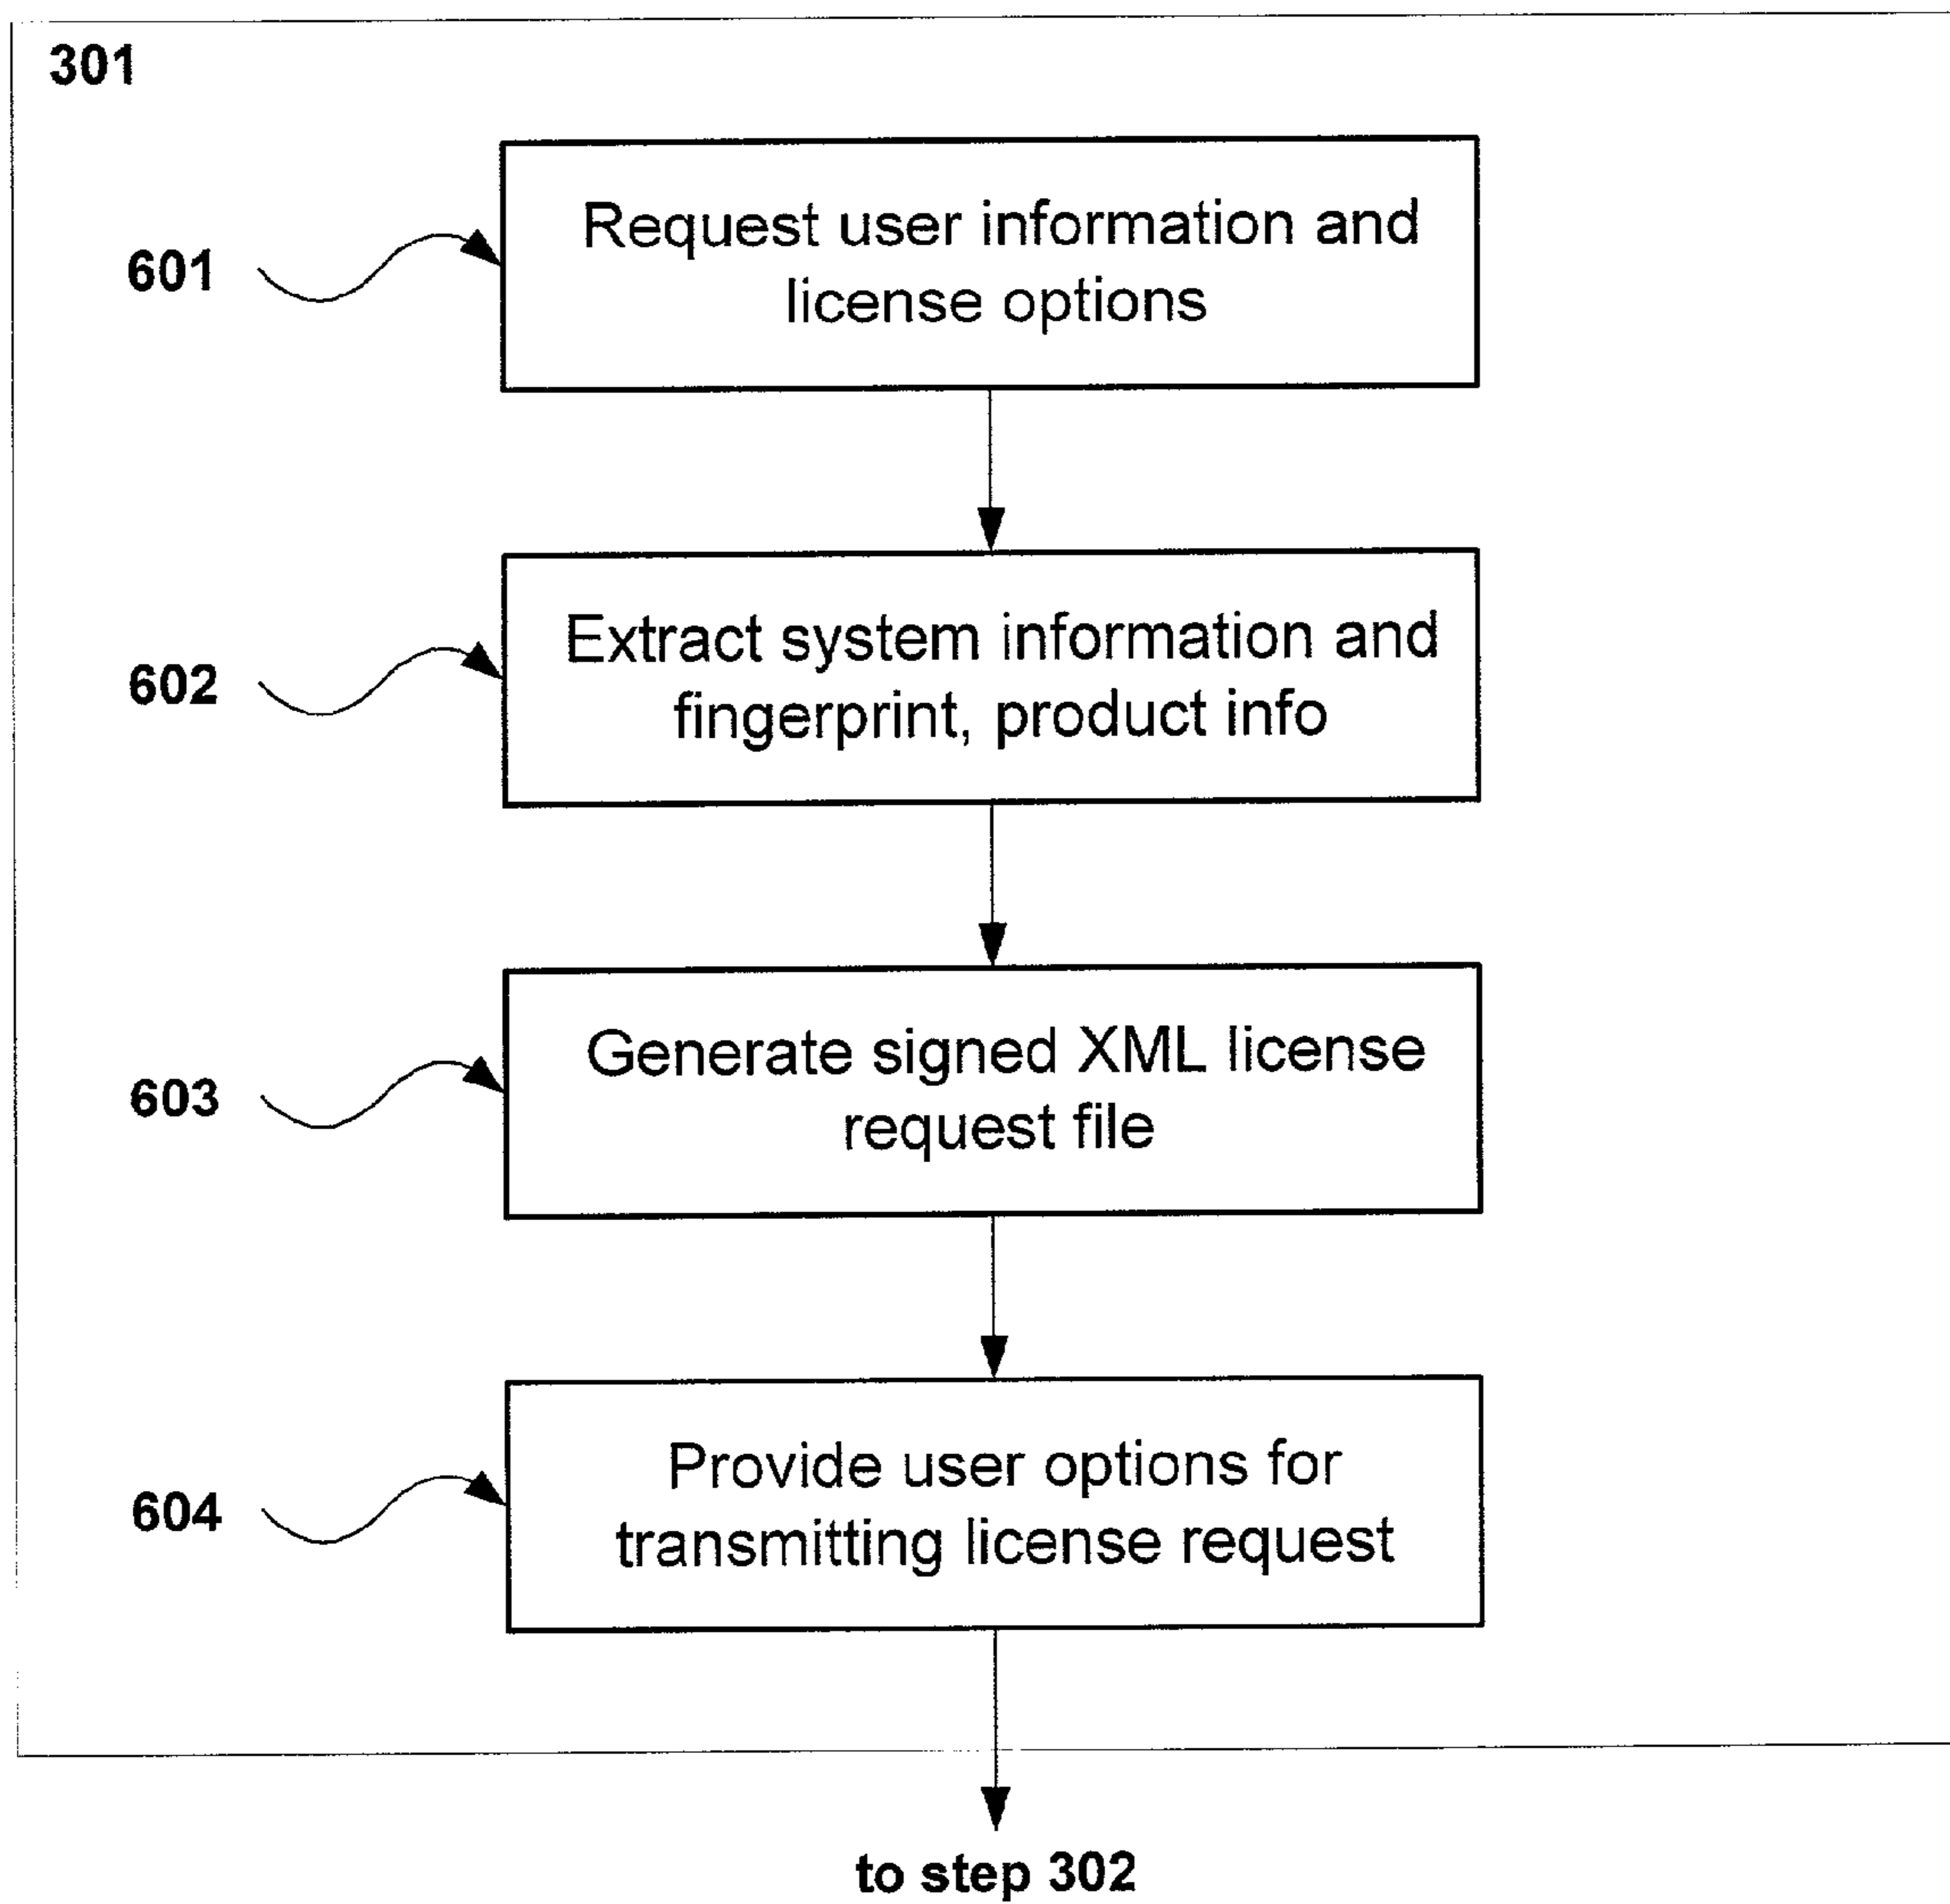 301
601
Request user information and
license options
602
Extract system information and
fingerprint, product info
603
Generate signed XML license
request file
604
Provide user options for
transmitting license request
to step 302